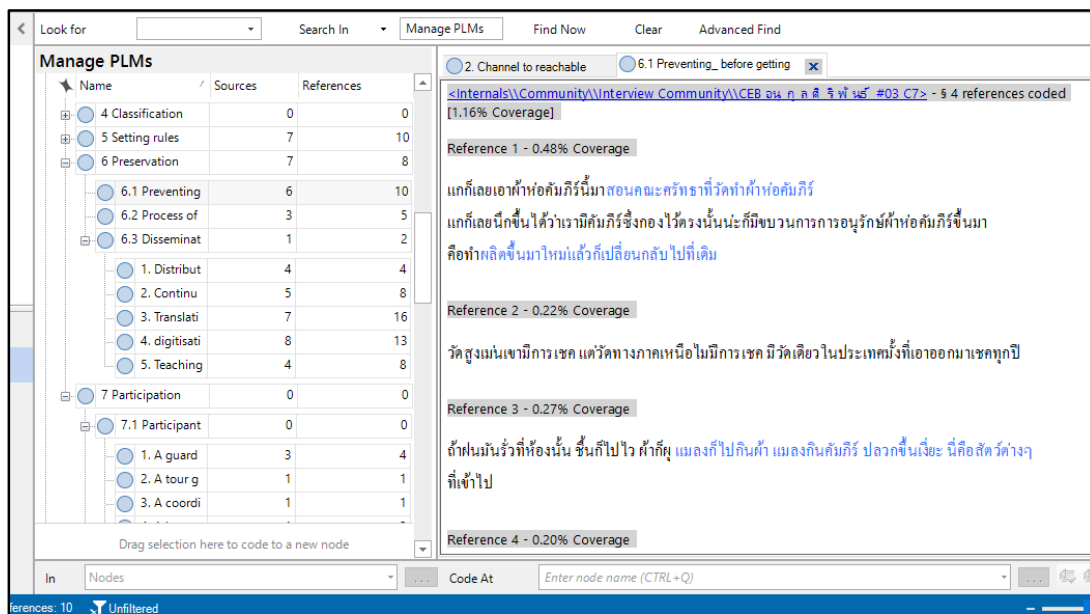 Look for
Search In
Manage PLMs
Find Now
Clear
Advanced Find
Manage PLMs
Name Sources References
4 Classification 0 0
5 Setting rules 7 10
6 Preservation 7 8
6.1 Preventing 6 10
6.2 Process of 3 5
6.3 Disseminat 1 2
1. Distribut 4 4
2. Continu 5 8
3. Translati 7 16
4. digitisati 8 13
5. Teaching 4 8
7 Participation 0 0
7.1 Participant 0 0
1. A guard 3 4
2. A tour g 1 1
3. A coordi 1 1
Drag selection here to code to a new node
2. Channel to reachable
6.1 Preventing_ before getting
<Internals\\Community\\Interview Community\\CEB อน ุ ก ู ล ศ ิ ร ิ พ ั นธ ุ ์ #03 C7> - § 4 references coded
[1.16% Coverage]
Reference 1 - 0.48% Coverage
แกก็เลยเอาผ้าห่อคัมภีร์นี้มาสอนคณะศรัทธาที่วัดทำผ้าห่อคัมภีร์
แกก็เลยนึกขึ้นได้ว่าเรามีคัมภีร์ซึ่งกองไว้ตรงนั้นน่ะก็มีขบวนการการอนุรักษ์ผ้าห่อคัมภีร์ขึ้นมา
คือทำผลิตขึ้นมาใหม่แล้วก็เปลี่ยนกลับไปที่เดิม
Reference 2 - 0.22% Coverage
วัดสูงเม่นเขามีการเชค แต่วัดทางภาคเหนือไม่มีการเชค มีวัดเดียวในประเทศมั้งที่เอาออกมาเชคทุกปี
Reference 3 - 0.27% Coverage
ถ้าฝนมันรั่วที่ห้องนั้น ชื้นก็ไปไว ผ้าก็ผุ แมลงก็ไปกินผ้า แมลงกินคัมภีร์ ปลวกขึ้นเงี่ยะ นี่คือสัตว์ต่างๆ
ที่เข้าไป
Reference 4 - 0.20% Coverage
In Nodes ... Code At Enter node name (CTRL+Q) ...
ferences: 10 Unfiltered